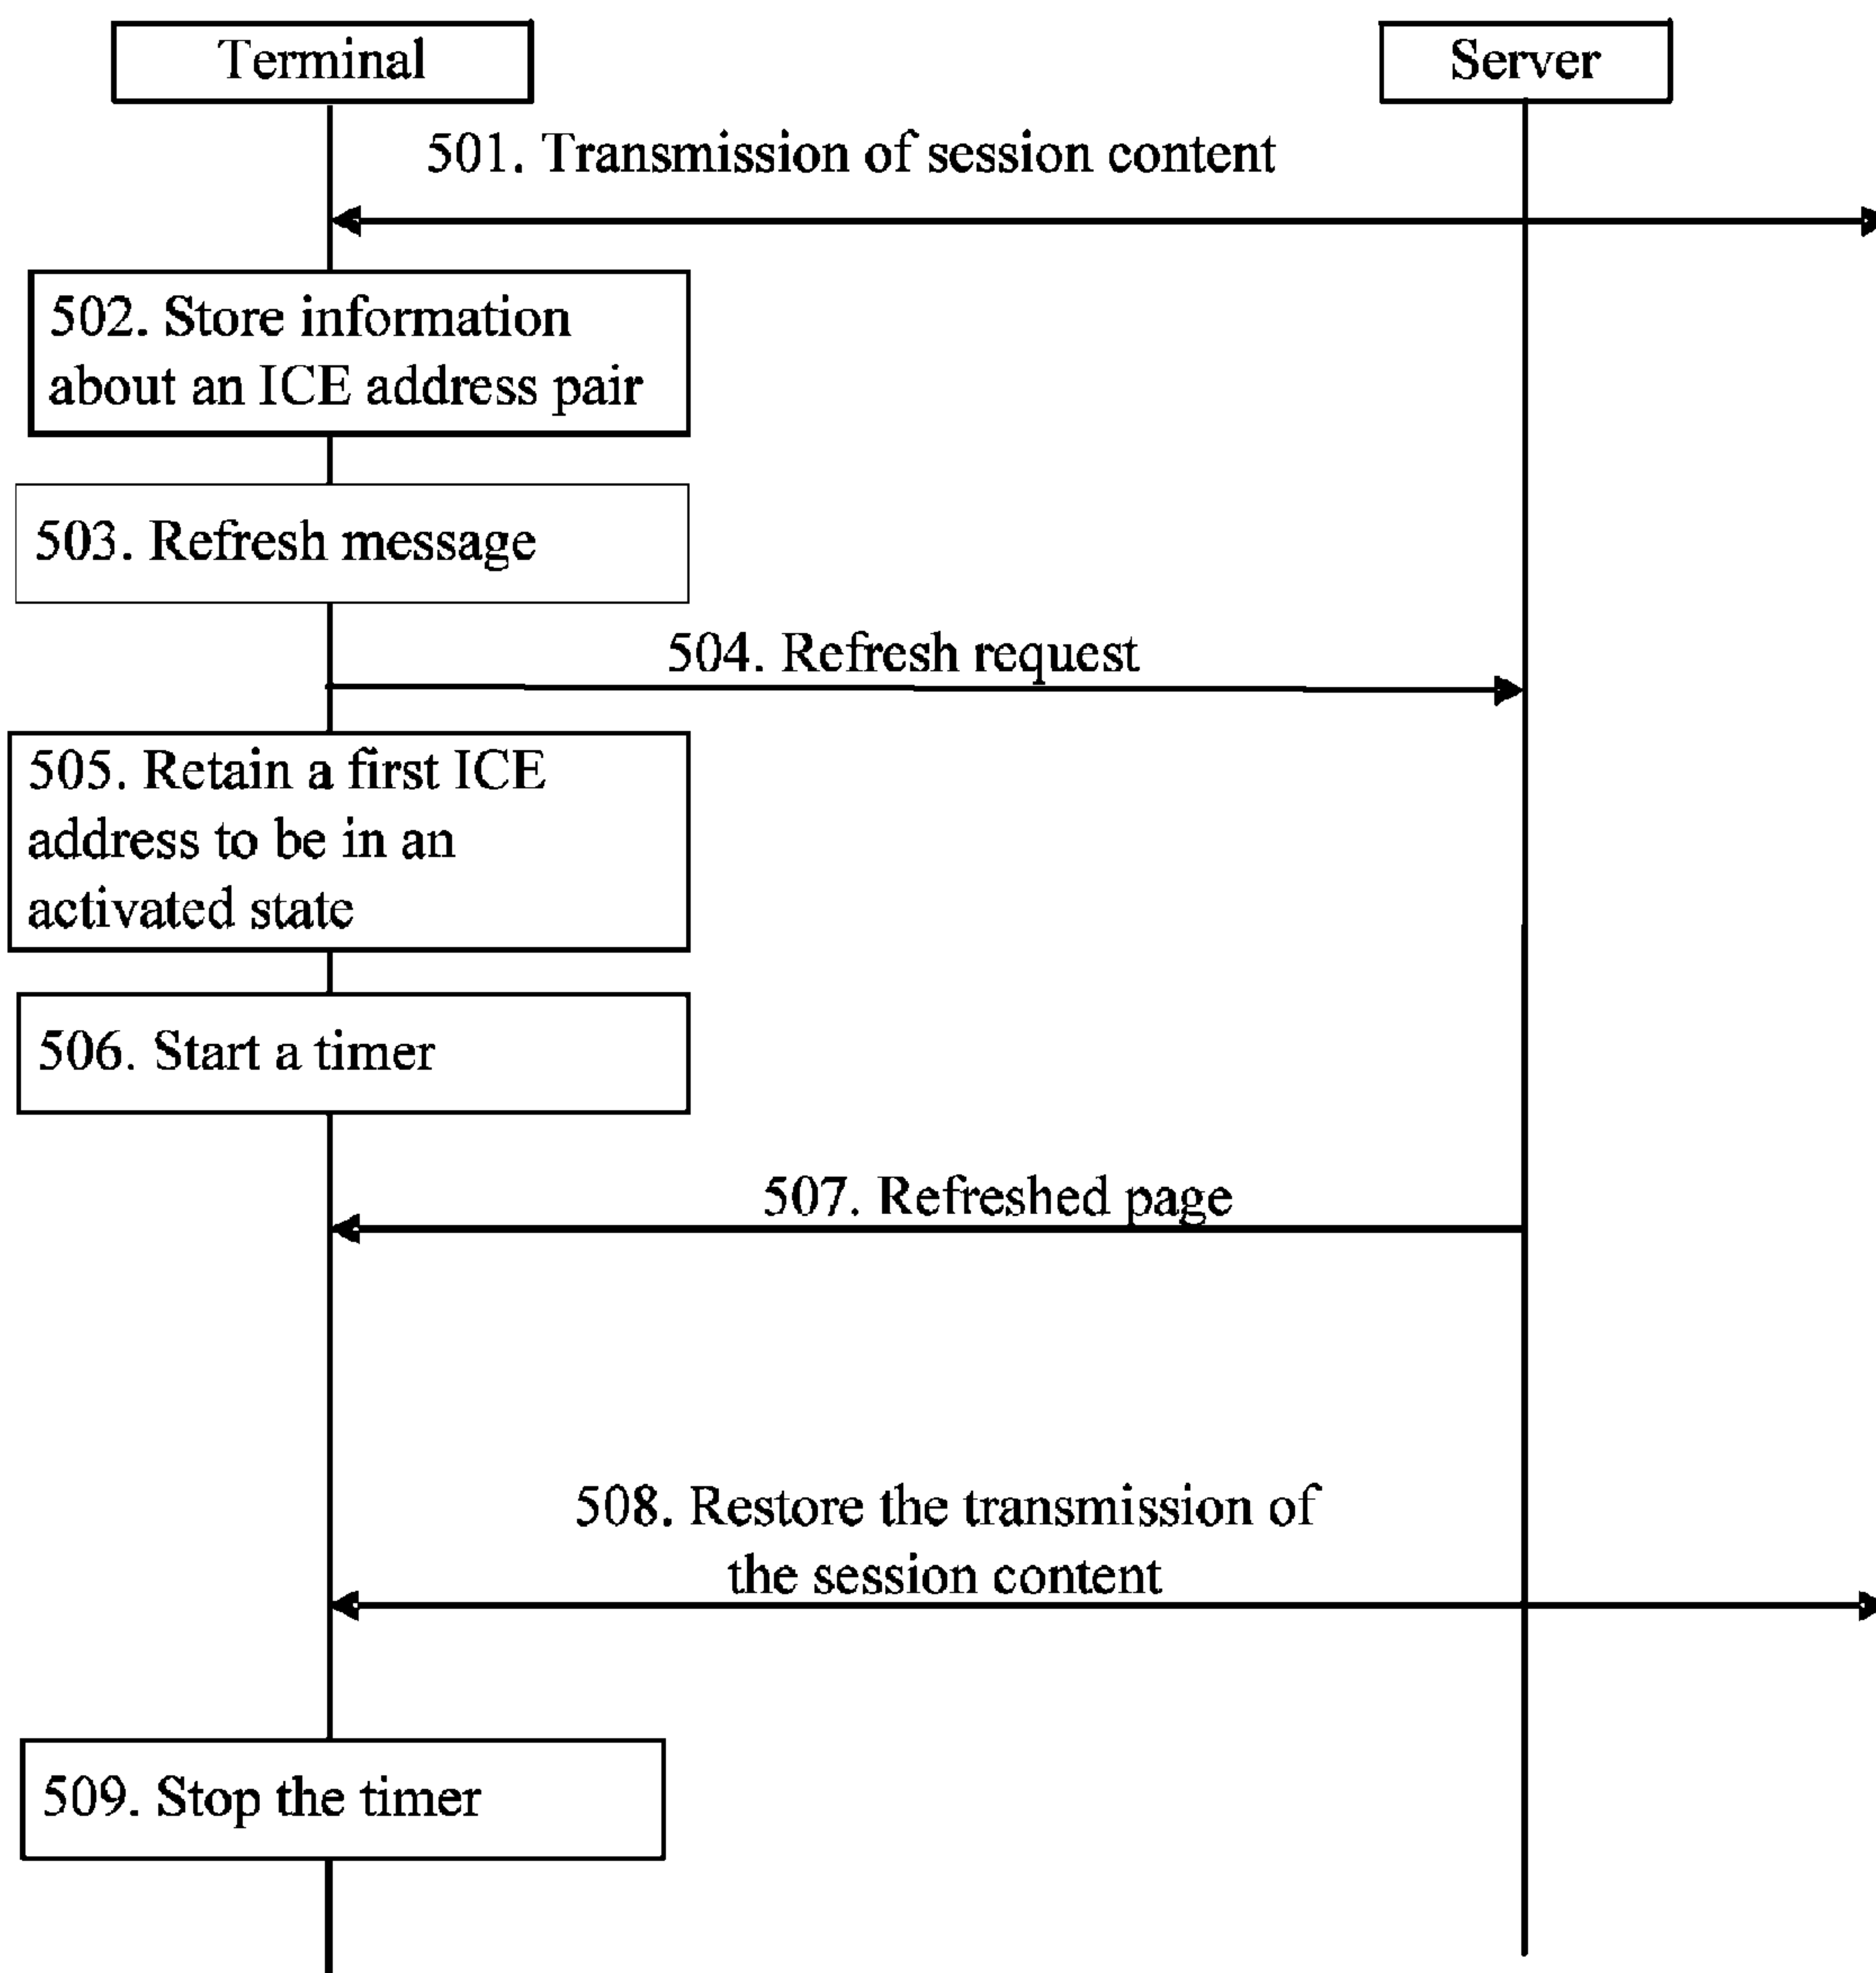 Terminal
Server
501. Transmission of session content
502. Store information
about an ICE address pair
503. Refresh message
504. Refresh request
505. Retain a first ICE
address to be in an
activated state
506. Start a timer
507. Refreshed page
508. Restore the transmission of
the session content
509. Stop the timer